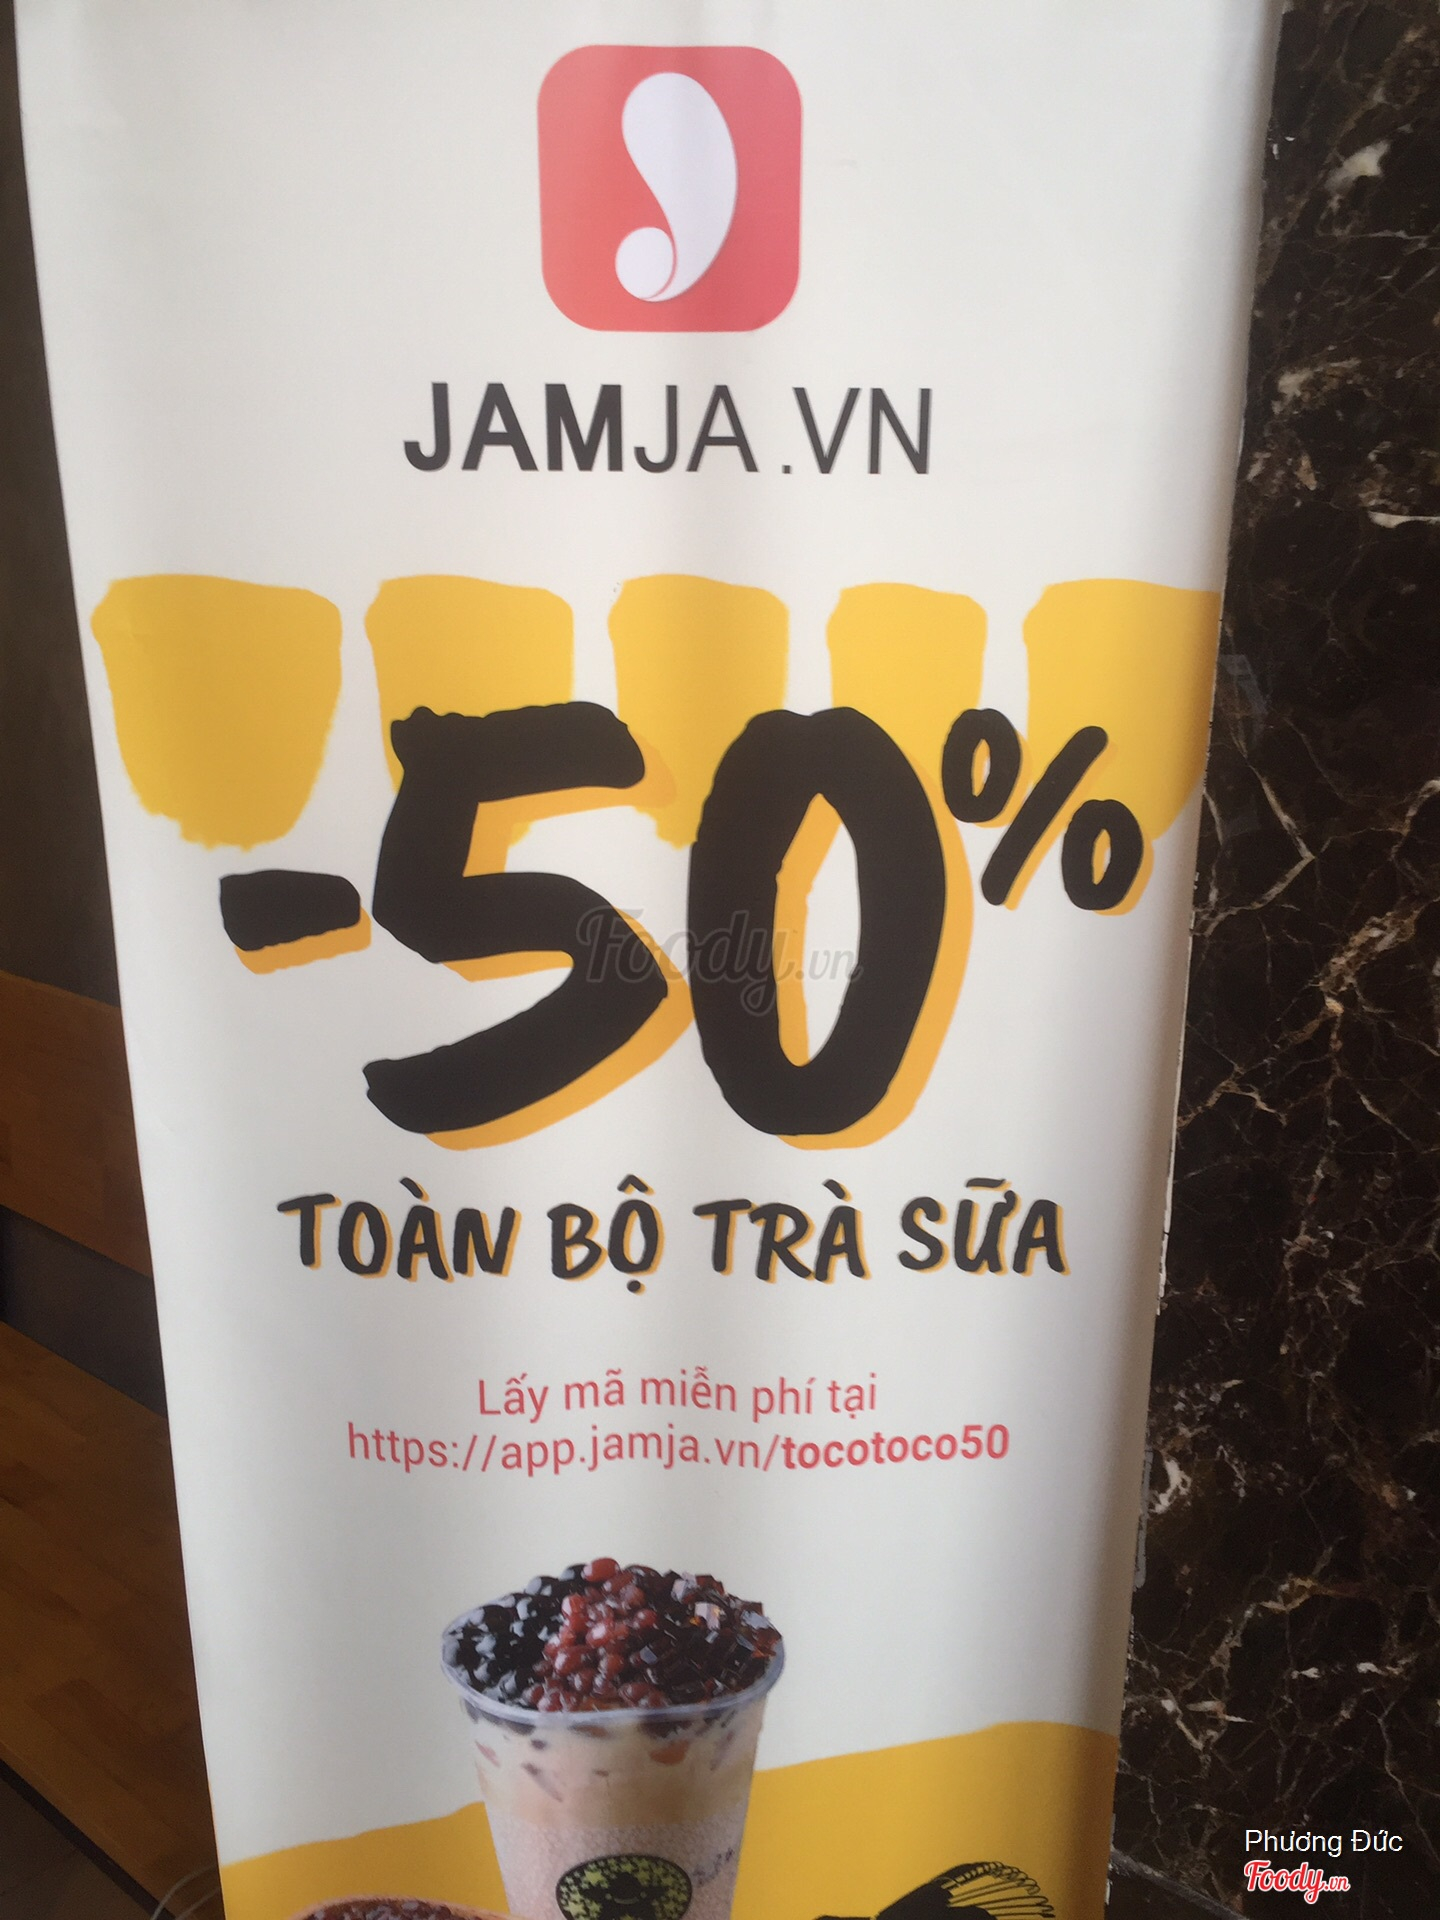 JAMJA.VN
-50%
Foody.vn
TOÀN BỘ TRÀ SỮA
Lấy mã miễn phí tại
https://app.jamja.vn/tocotoco50
Phương Đức
Foody.vn